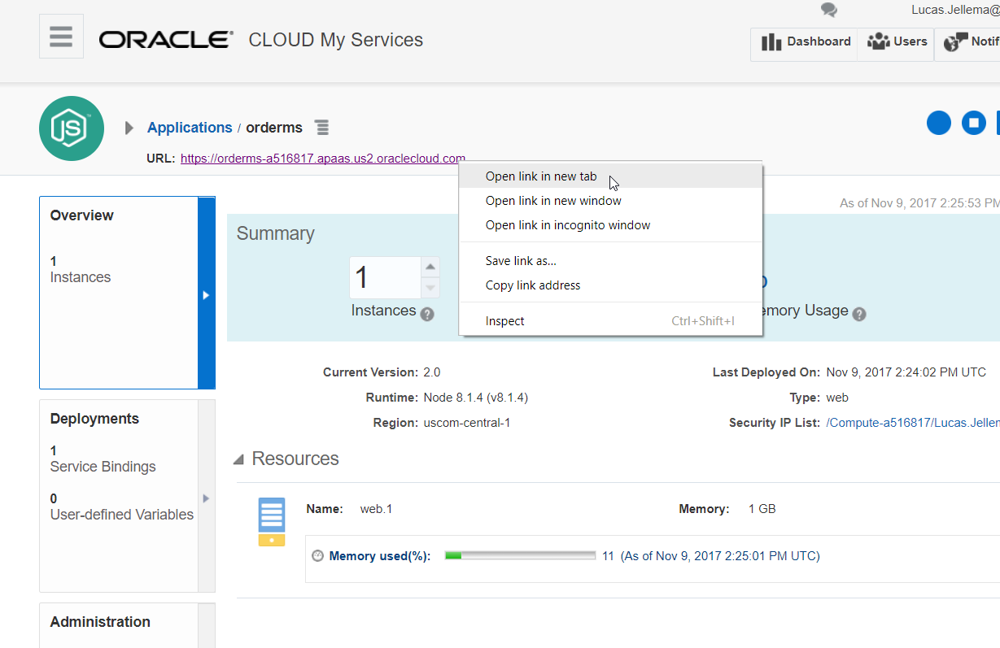 Lucas.Jellema@
ORACLE CLOUD My Services
Dashboard Users Notif
JS
Applications / orderms
URL: https://orderms-a516817.apaas.us2.oraclecloud.com
Open link in new tab
Open link in new window
Open link in incognito window
Save link as...
Copy link address
Inspect Ctrl+Shift+I
As of Nov 9, 2017 2:25:53 PM
Overview
1
Instances
Summary
1
Instances
emory Usage
Current Version: 2.0
Last Deployed On: Nov 9, 2017 2:24:02 PM UTC
Runtime: Node 8.1.4 (v8.1.4)
Type: web
Region: uscom-central-1
Security IP List: /Compute-a516817/Lucas.Jellem
Deployments
1
Service Bindings
0
User-defined Variables
Resources
Name: web.1
Memory: 1 GB
Memory used(%): 11 (As of Nov 9, 2017 2:25:01 PM UTC)
Administration